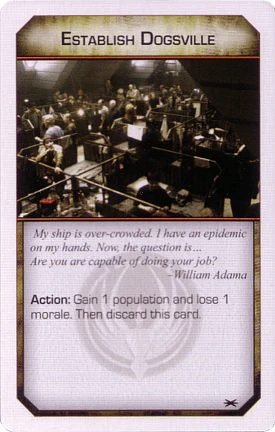 Establish Dogsville
My ship is over-crowded. I have an epidemic
on my hands. Now, the question is...
Are you are capable of doing your job?
–William Adama
Action: Gain 1 population and lose 1
morale. Then discard this card.